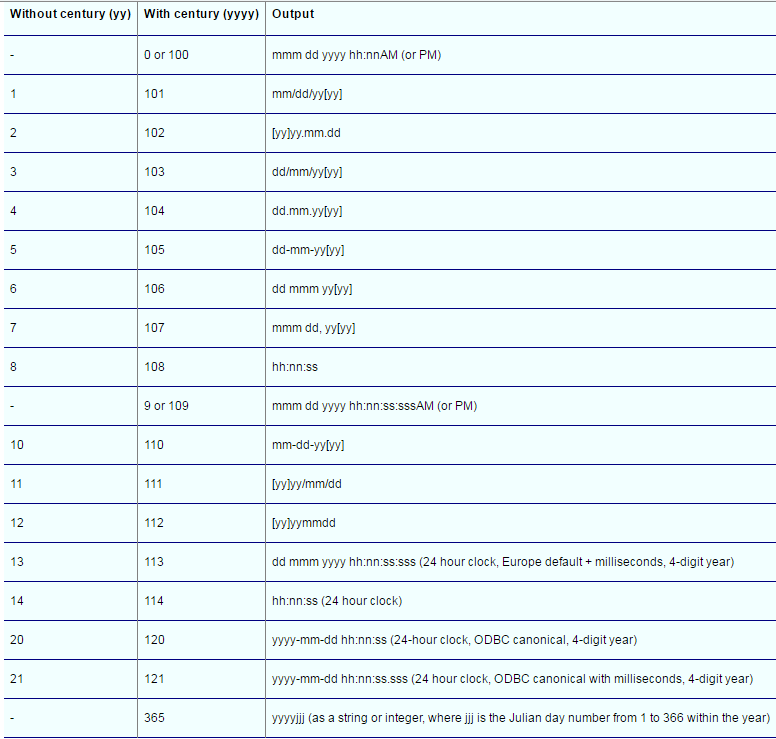 Without century (yy) With century (yyyy) Output
- 0 or 100 mmm dd yyyy hh:nnAM (or PM)
1 101 mm/dd/yy[yy]
2 102 [yy]yy.mm.dd
3 103 dd/mm/yy[yy]
4 104 dd.mm.yy[yy]
5 105 dd-mm-yy[yy]
6 106 dd mmm yy[yy]
7 107 mmm dd, yy[yy]
8 108 hh:nn:ss
- 9 or 109 mmm dd yyyy hh:nn:ss:sssAM (or PM)
10 110 mm-dd-yy[yy]
11 111 [yy]yy/mm/dd
12 112 [yy]yymmdd
13 113 dd mmm yyyy hh:nn:ss:sss (24 hour clock, Europe default + milliseconds, 4-digit year)
14 114 hh:nn:ss (24 hour clock)
20 120 yyyy-mm-dd hh:nn:ss (24-hour clock, ODBC canonical, 4-digit year)
21 121 yyyy-mm-dd hh:nn:ss.sss (24 hour clock, ODBC canonical with milliseconds, 4-digit year)
- 365 yyyyjjj (as a string or integer, where jjj is the Julian day number from 1 to 366 within the year)